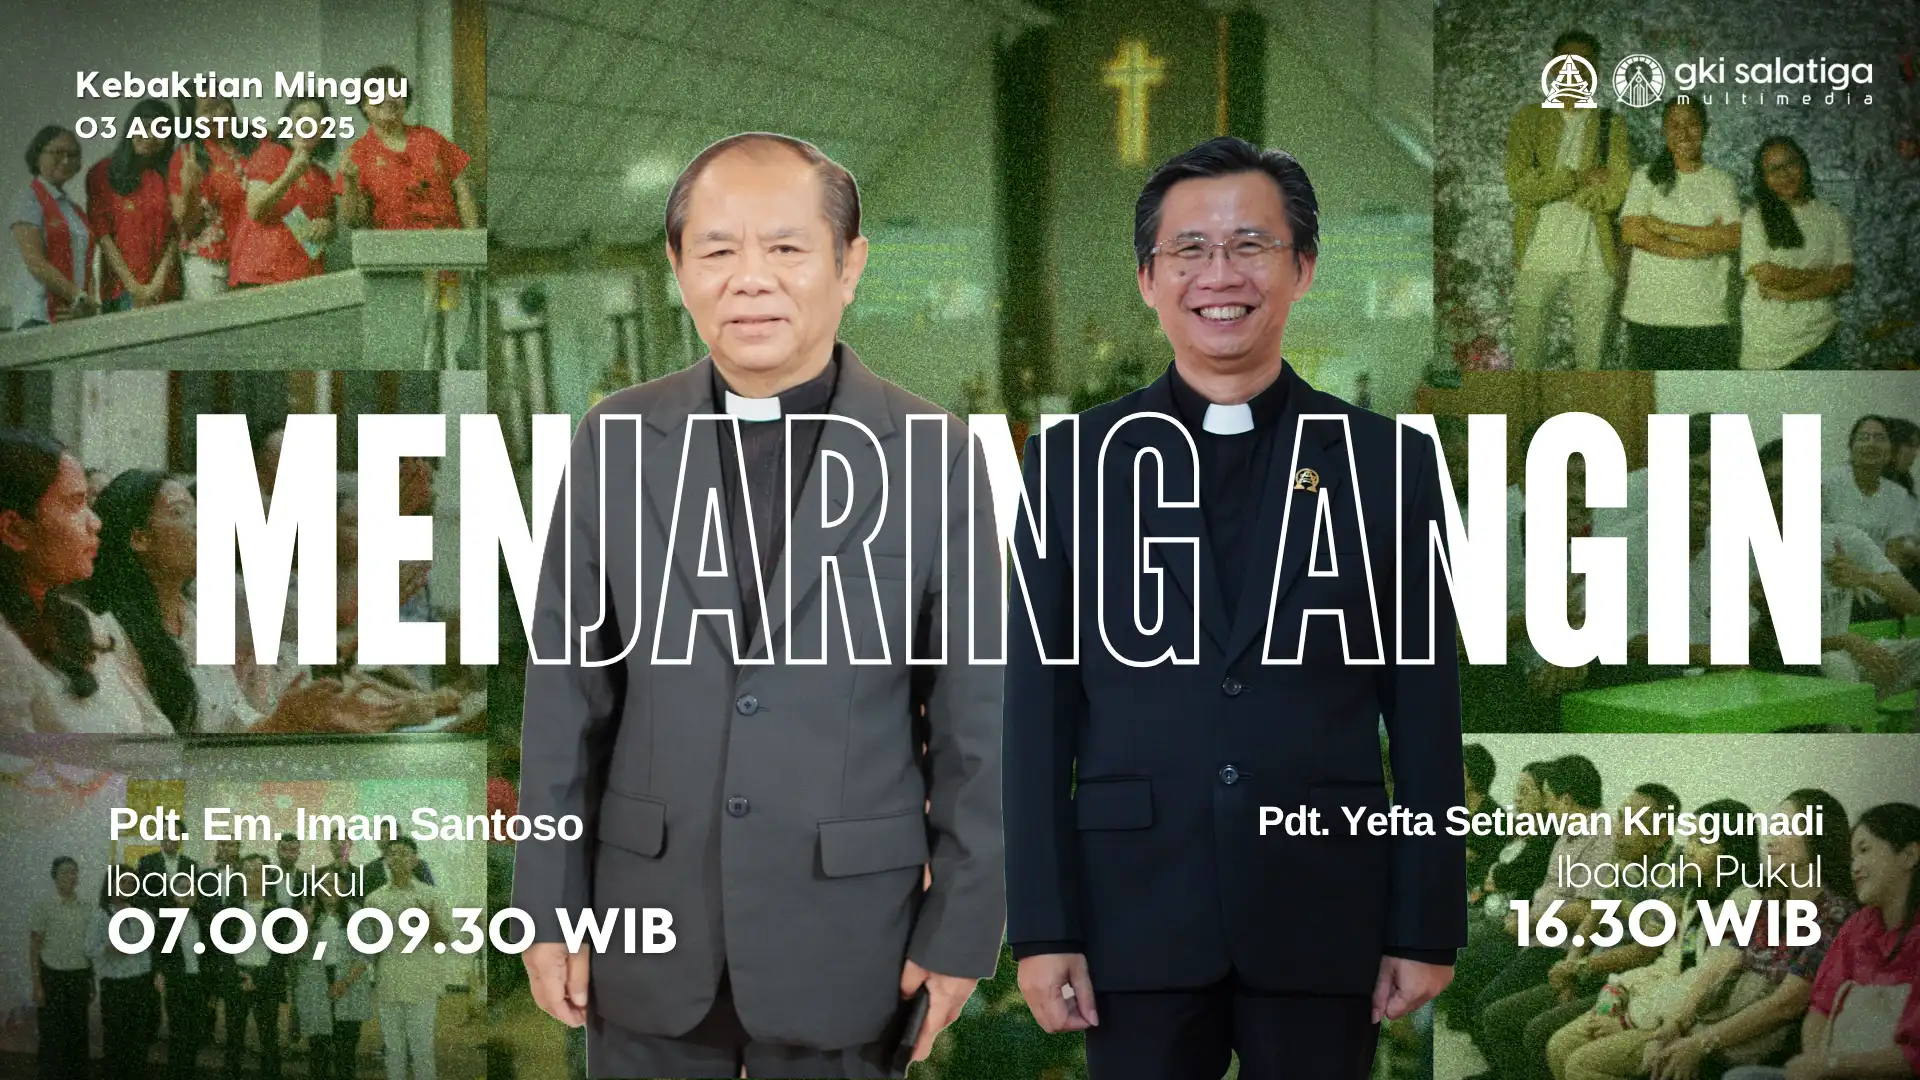 Kebaktian Minggu
03 AGUSTUS 2025
gki salatiga
multimedia
MENJARING ANGIN
Pdt. Em. Iman Santoso
Ibadah Pukul
07.00, 09.30 WIB
Pdt. Yefta Setiawan Krisgunadi
Ibadah Pukul
16.30 WIB